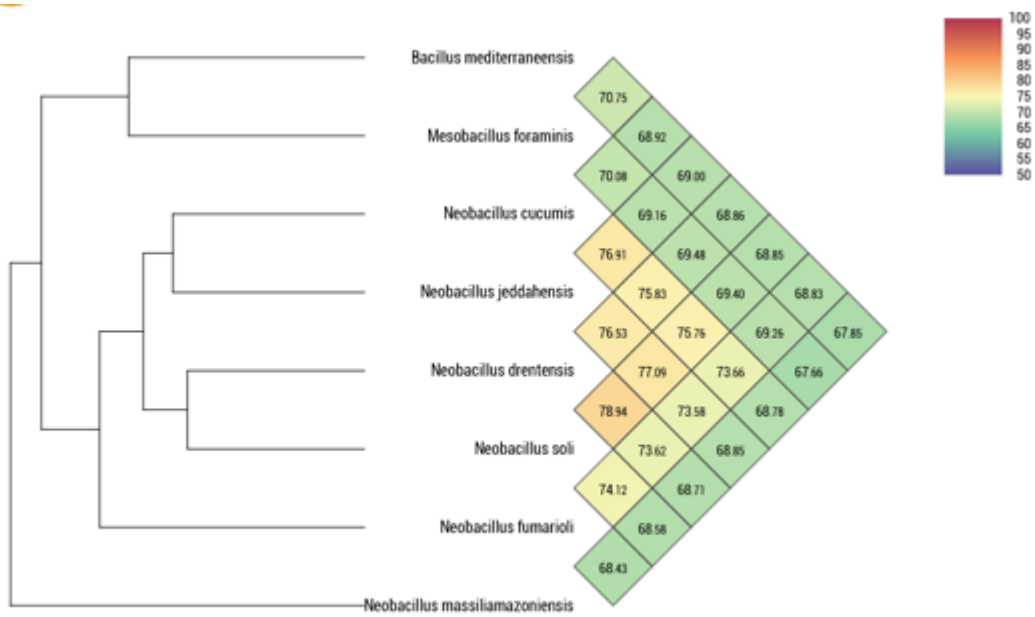 100
95
90
85
80
75
70
65
60
55
50
Bacillus mediterraneensis
70.75
Mesobacillus foraminis
68.92
70.08 69.00
Neobacillus cucumis
69.16 68.86
76.91 69.48 68.85
Neobacillus jeddahensis
75.83 69.40 68.83
76.53 75.76 69.26 67.85
Neobacillus drentensis
77.09 73.66 67.66
78.94 73.58 68.78
Neobacillus soli
73.62 68.85
74.12 68.71
Neobacillus fumarioli
68.58
68.43
Neobacillus massiliamazoniensis